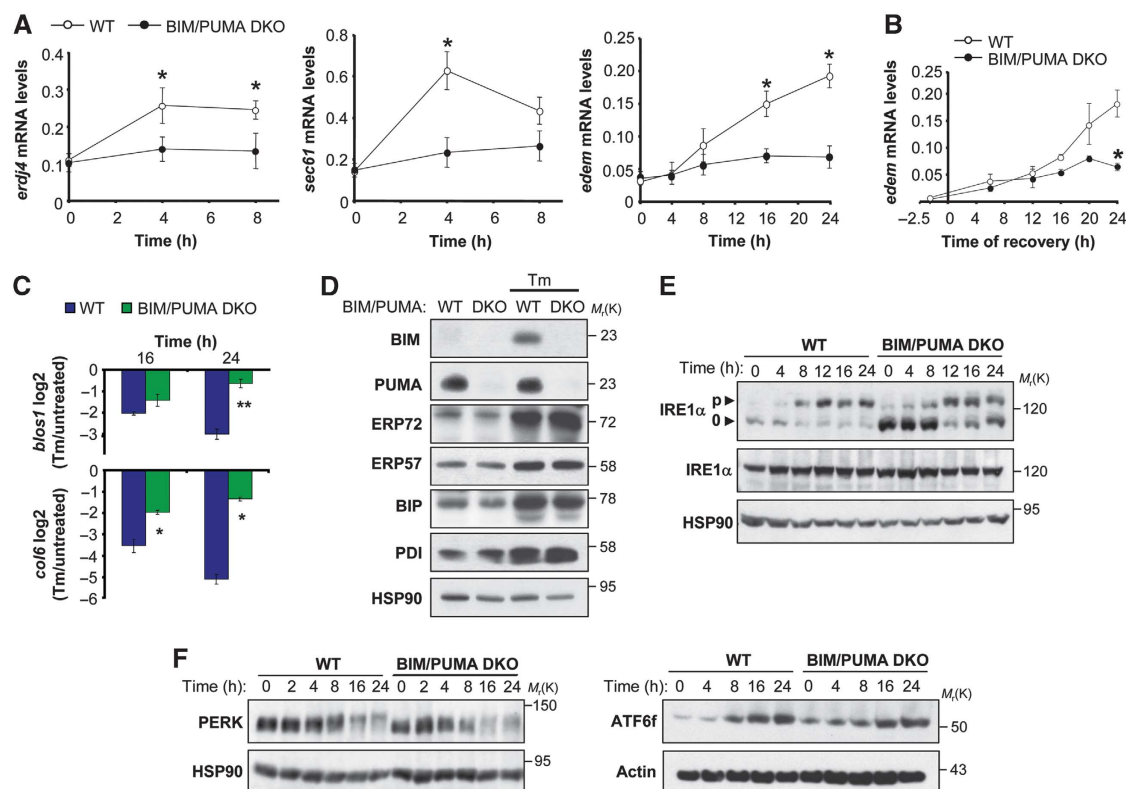 A
WT BIM/PUMA DKO
erdj4 mRNA levels
0.4
0.3
0.2
0.1
0
0 2 4 6 8
Time (h)
* *
sec61 mRNA levels
0.8
0.6
0.4
0.2
0
0 2 4 6 8
Time (h)
*
edem mRNA levels
0.25
0.20
0.15
0.10
0.05
0
0 4 8 12 16 20 24
Time (h)
* *
B
WT
BIM/PUMA DKO
edem mRNA levels
0.25
0.20
0.15
0.10
0.05
−2.5 0 4 8 12 16 20 24
Time of recovery (h)
*
C
WT BIM/PUMA DKO
Time (h)
16 24
blos1 log2
(Tm/untreated)
0
−1
−2
−3
**
col6 log2
(Tm/untreated)
0
−1
−2
−3
−4
−5
−6
* *
D
Tm
BIM/PUMA: WT DKO WT DKO Mr(K)
BIM 23
PUMA 23
ERP72 72
ERP57 58
BIP 78
PDI 58
HSP90 95
E
WT BIM/PUMA DKO
Time (h): 0 4 8 12 16 24 0 4 8 12 16 24 Mr(K)
IRE1α p 0 120
IRE1α 120
HSP90 95
F
WT BIM/PUMA DKO
Time (h): 0 2 4 8 16 24 0 2 4 8 16 24 Mr(K)
PERK 150
HSP90 95
WT BIM/PUMA DKO
Time (h): 0 4 8 16 24 0 4 8 16 24 Mr(K)
ATF6f 50
Actin 43